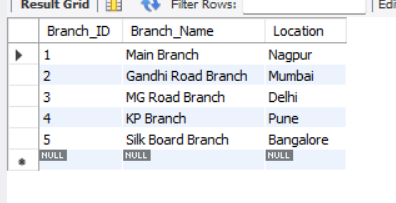 Result Grid Filter Rows: Edi
Branch_ID Branch_Name Location
1 Main Branch Nagpur
2 Gandhi Road Branch Mumbai
3 MG Road Branch Delhi
4 KP Branch Pune
5 Silk Board Branch Bangalore
NULL NULL NULL